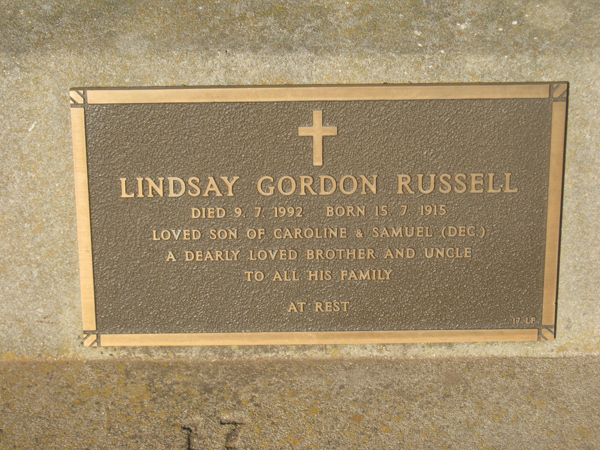 LINDSAY GORDON RUSSELL
DIED 9. 7. 1992 BORN 15. 7. 1915
LOVED SON OF CAROLINE & SAMUEL (DEC.)
A DEARLY LOVED BROTHER AND UNCLE
TO ALL HIS FAMILY
AT REST
17